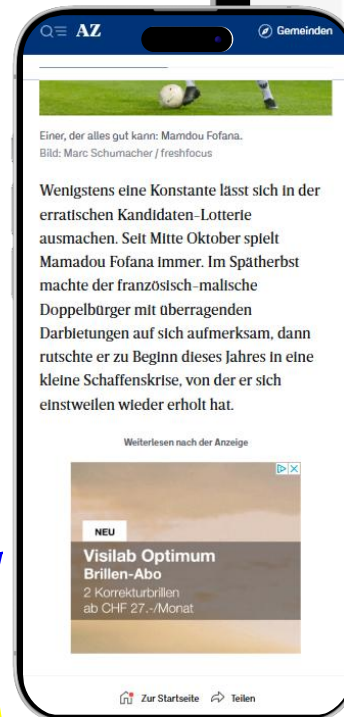 AZ
Gemeinden
Einer, der alles gut kann: Mamdou Fofana.
Bild: Marc Schumacher / freshfocus
Wenigstens eine Konstante lässt sich in der
erratischen Kandidaten-Lotterie
ausmachen. Seit Mitte Oktober spielt
Mamadou Fofana immer. Im Spätherbst
machte der französisch-malische
Doppelbürger mit überragenden
Darbietungen auf sich aufmerksam, dann
rutschte er zu Beginn dieses Jahres in eine
kleine Schaffenskrise, von der er sich
einstweilen wieder erholt hat.
Weiterlesen nach der Anzeige
NEU
Visilab Optimum
Brillen-Abo
2 Korrekturbrillen
ab CHF 27.-/Monat
Zur Startseite
Teilen